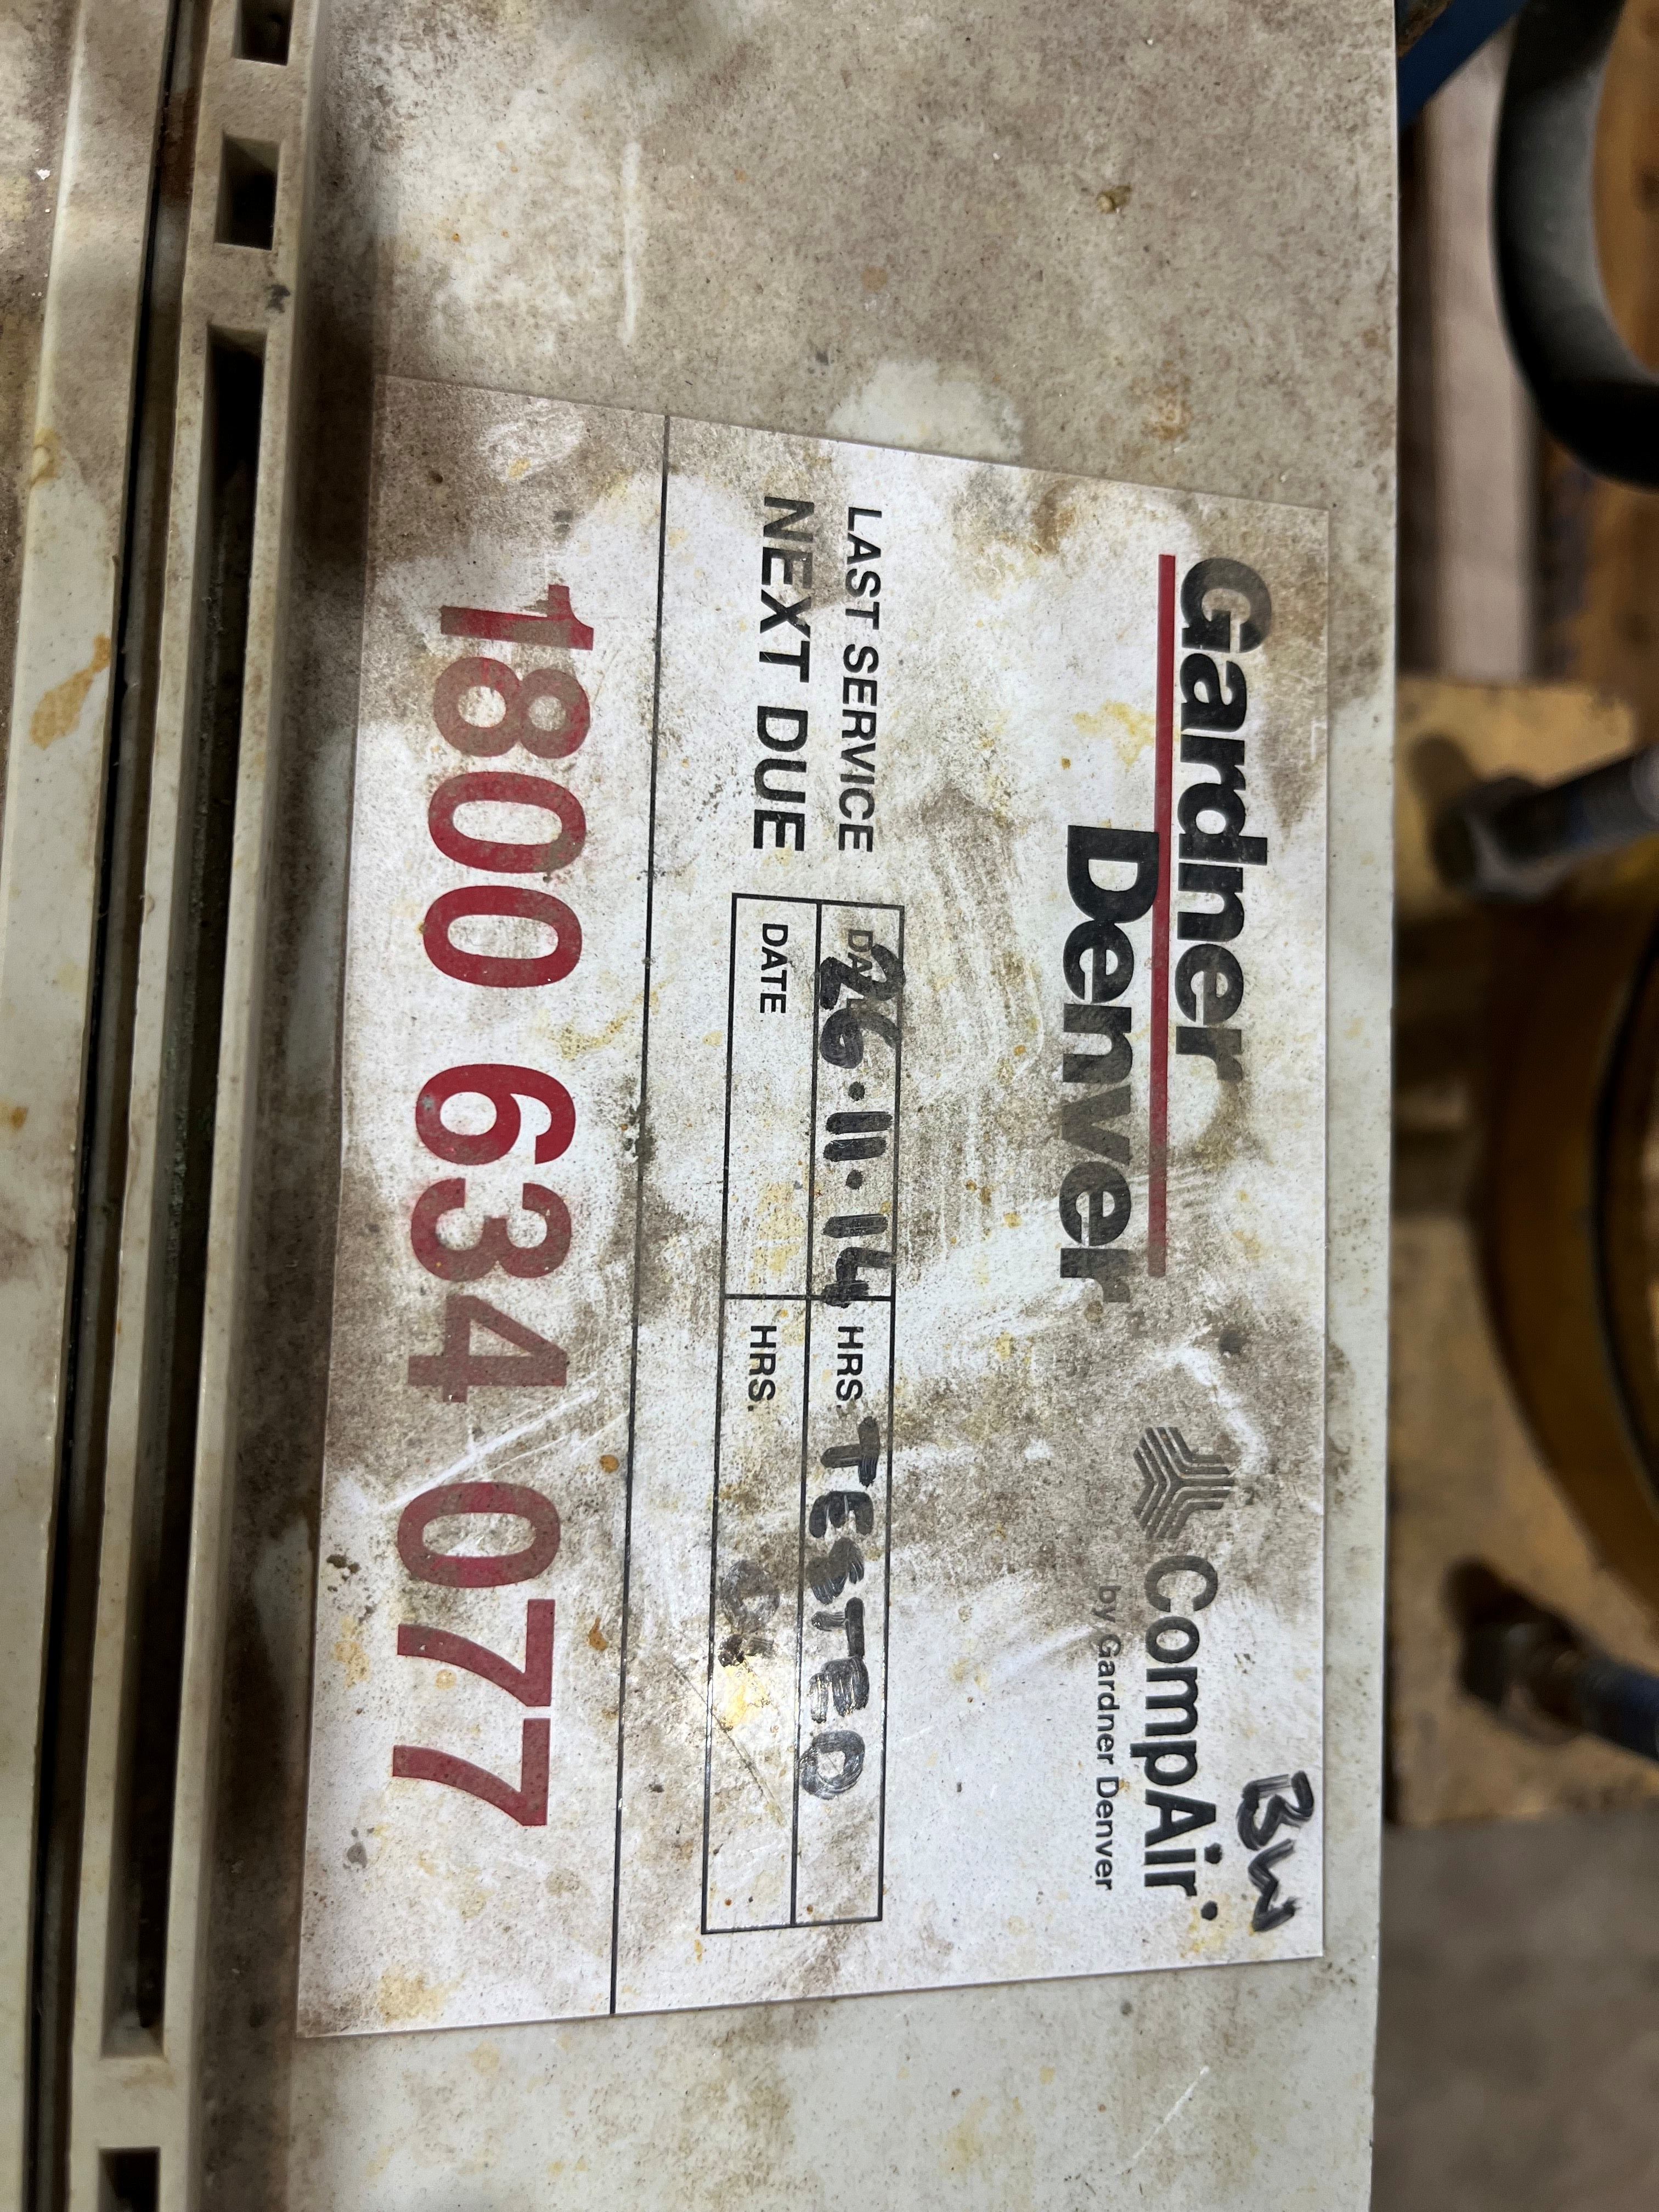 BW
Gardner
Denver
CompAir
by Gardner Denver
LAST SERVICE DATE 26.11.14 HRS. TESTED
NEXT DUE DATE HRS.
1800 634 077